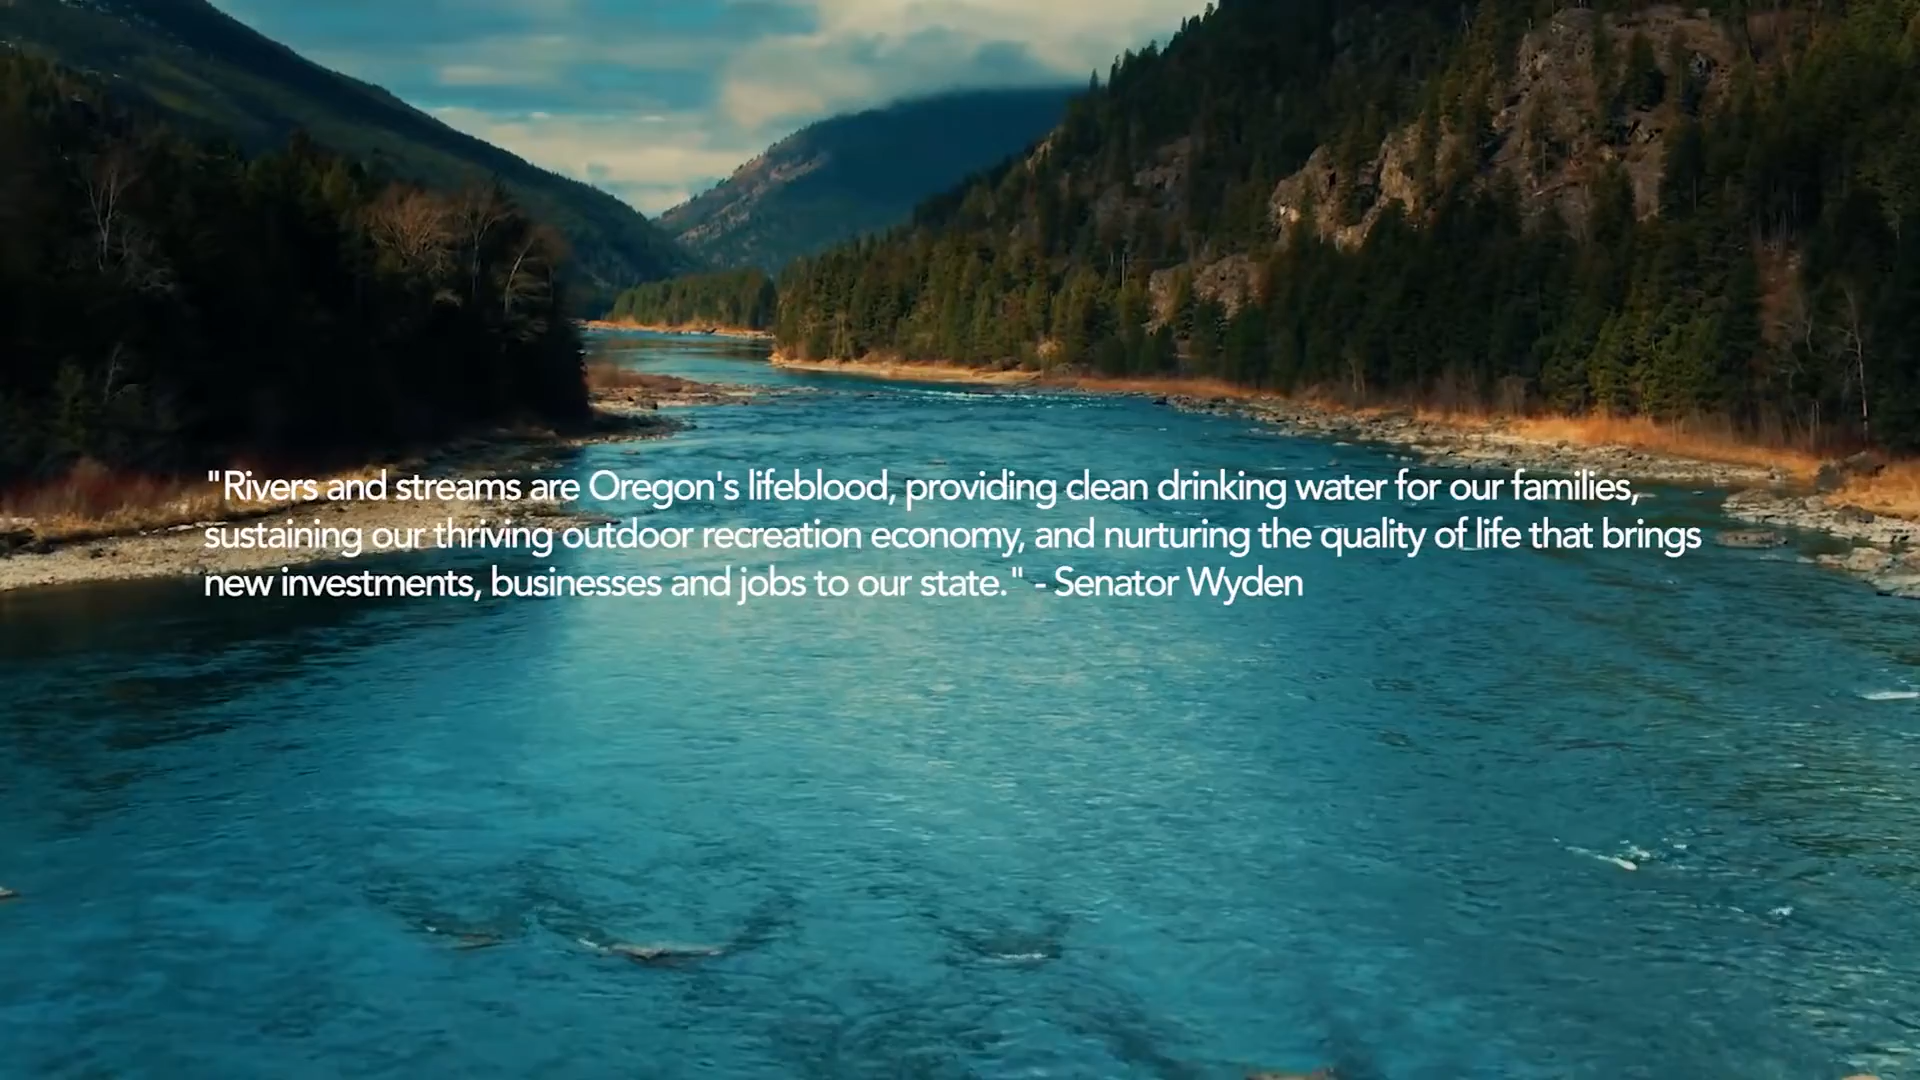 "Rivers and streams are Oregon's lifeblood, providing clean drinking water for our families,
sustaining our thriving outdoor recreation economy, and nurturing the quality of life that brings
new investments, businesses and jobs to our state." - Senator Wyden